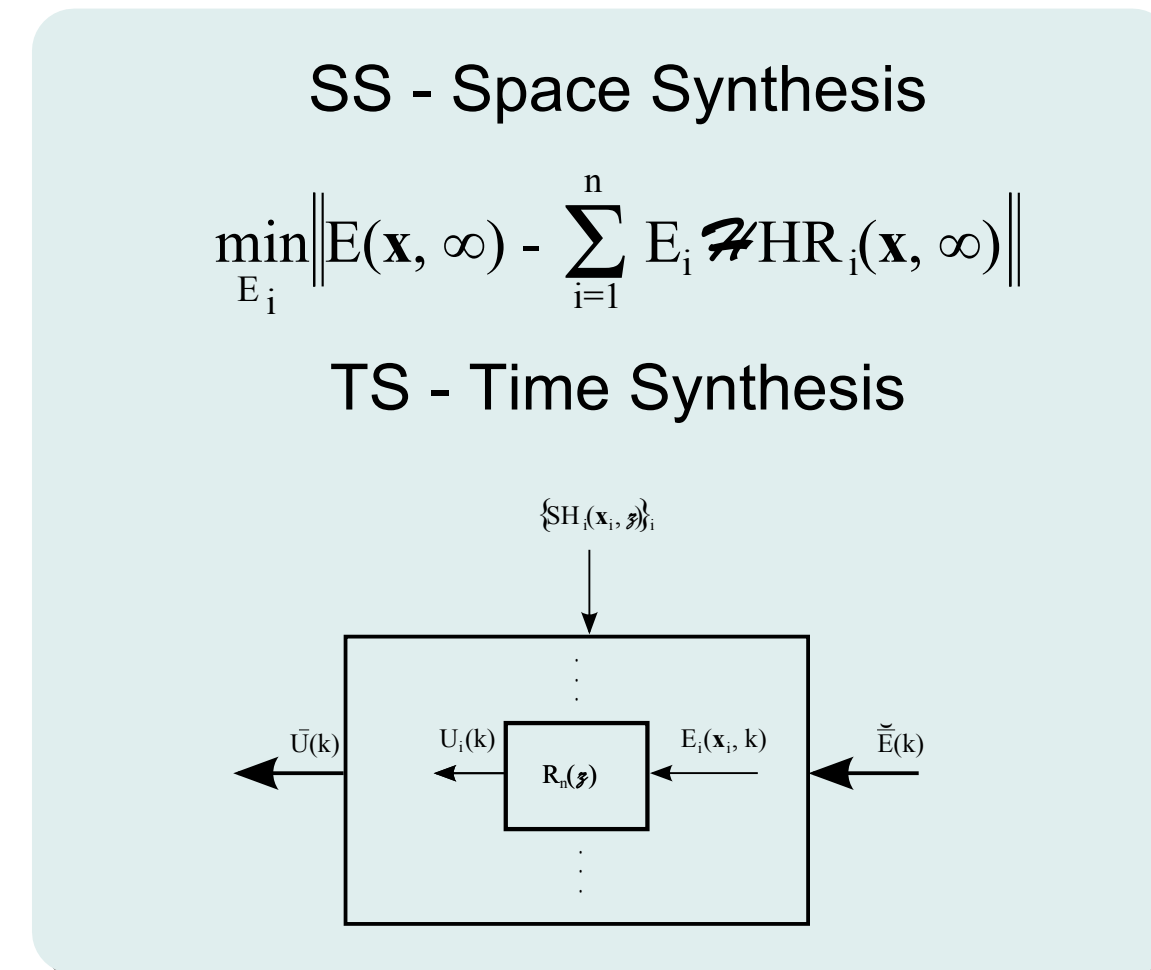 SS - Space Synthesis
n
min‖E(x, ∞) - ∑ E_i ℋHR_i(x, ∞)‖
E_i i=1
TS - Time Synthesis
{SH_i(x_i, z)}_i
Ū(k) U_i(k) R_n(z) E_i(x_i, k) Ĕ̄(k)